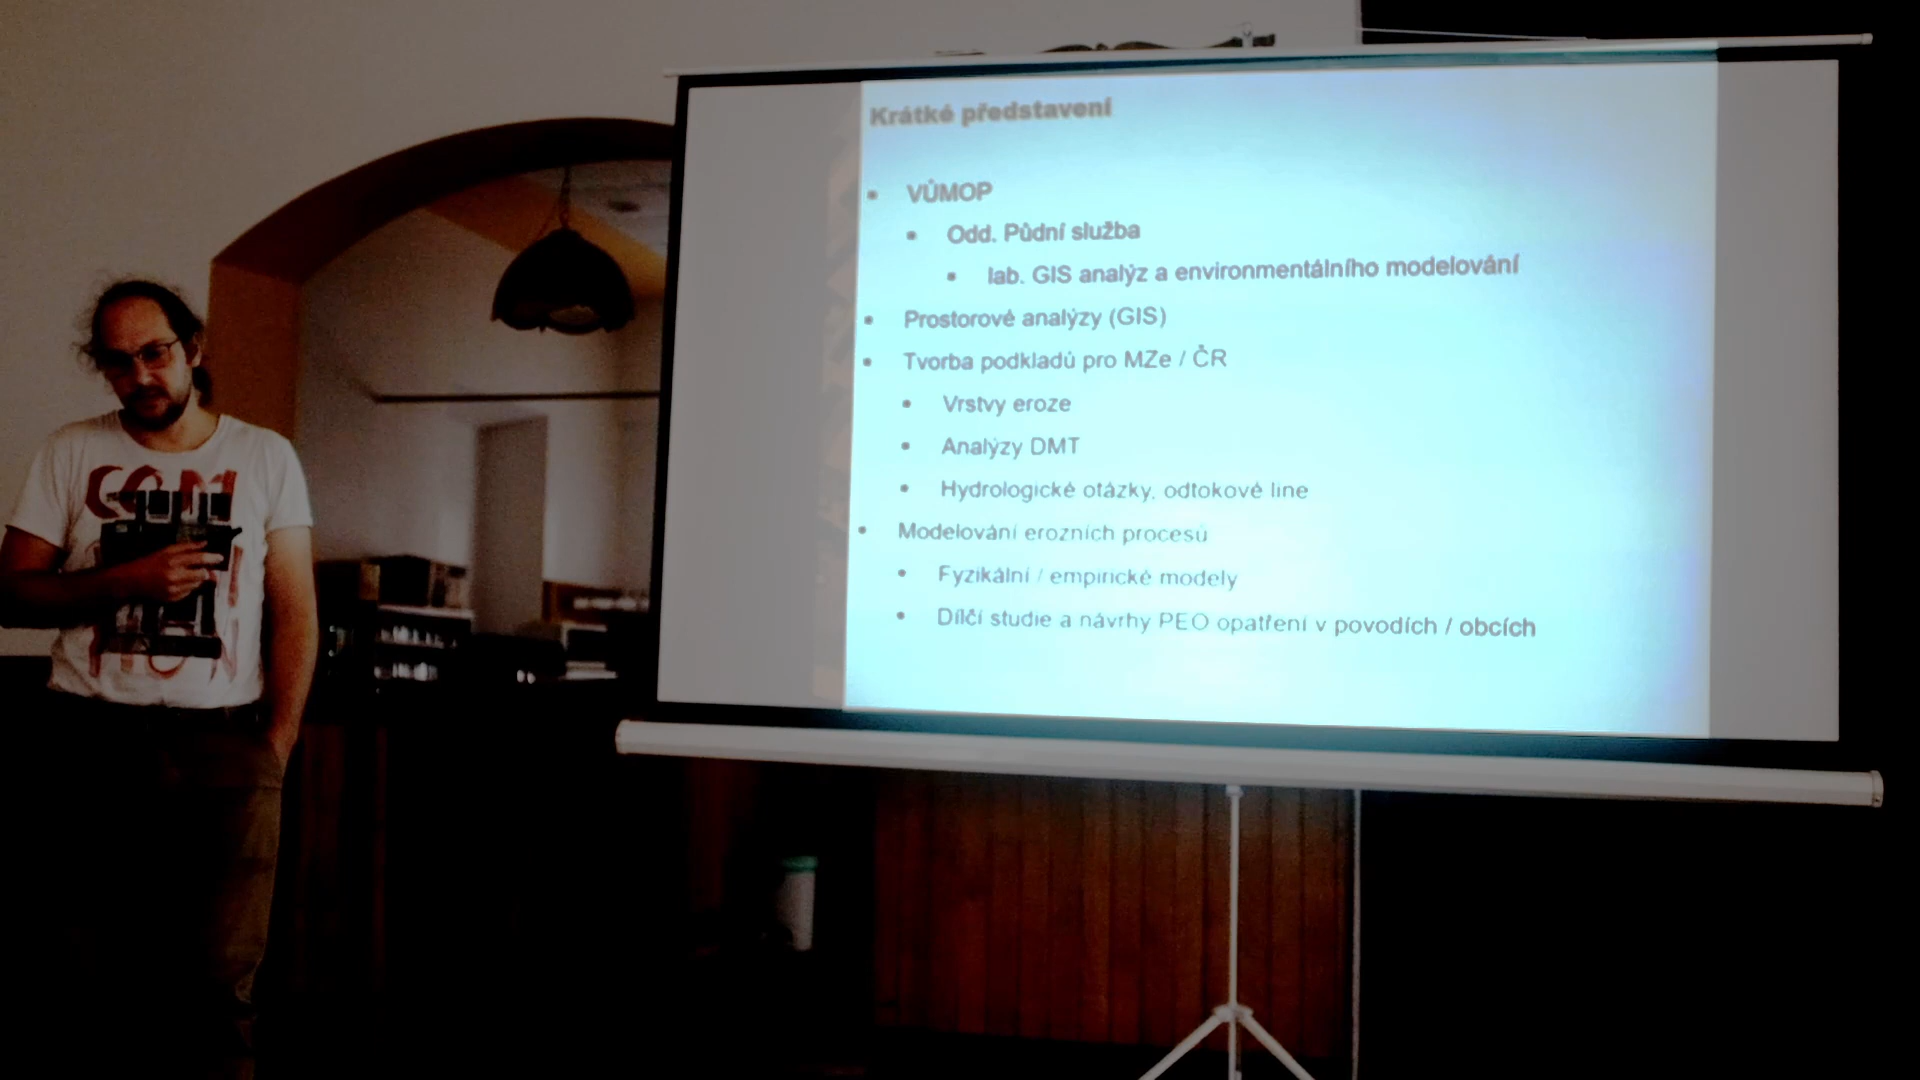 Krátké představení
VŮMOP
Odd. Půdní služba
lab. GIS analýz a environmentálního modelování
Prostorové analýzy (GIS)
Tvorba podkladů pro MZe / ČR
Vrstvy eroze
Analýzy DMT
Hydrologické otázky, odtokové line
Modelování erozních procesů
Fyzikální / empirické modely
Dílčí studie a návrhy PEO opatření v povodích / obcích
COM